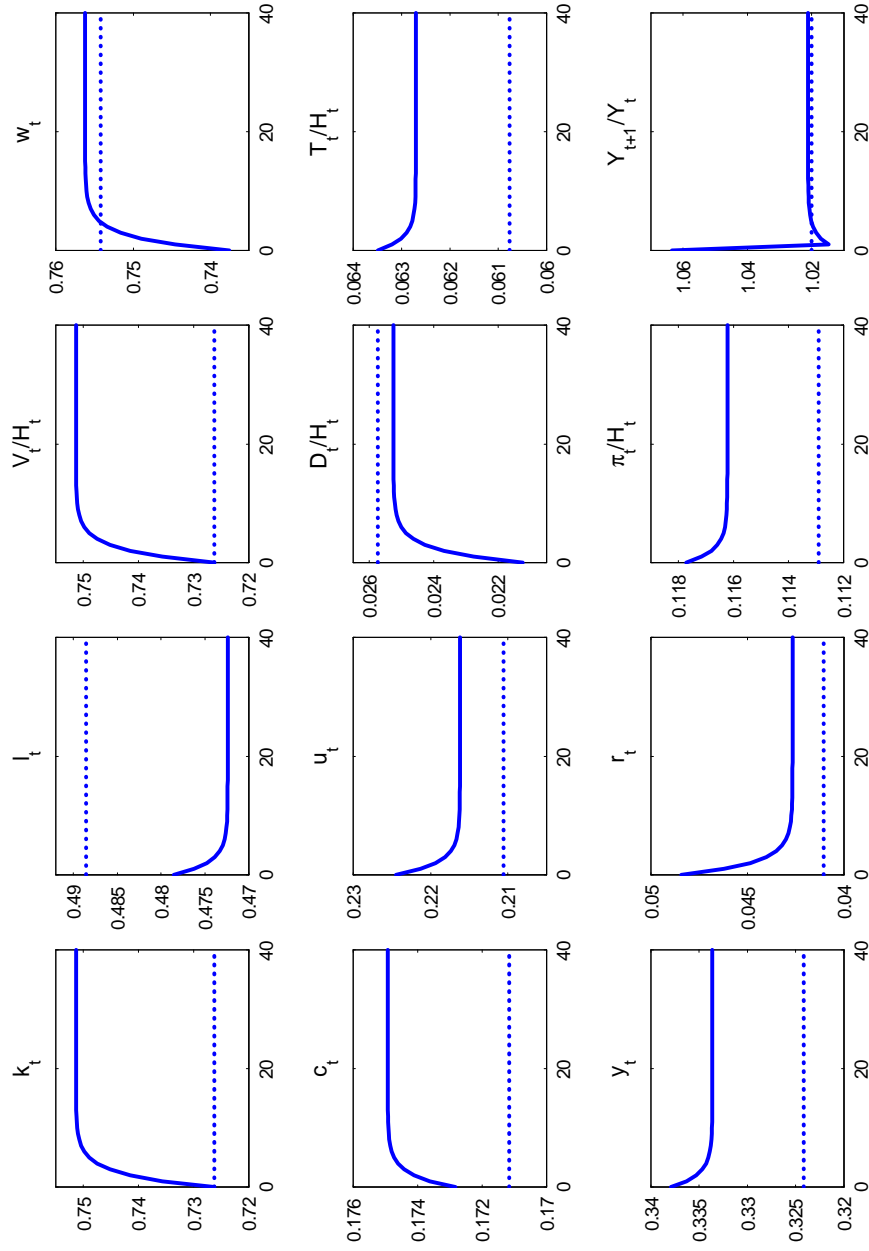 k_t
0.75
0.74
0.73
0.72
0 20 40
l_t
0.49
0.485
0.48
0.475
0.47
0 20 40
V_t/H_t
0.75
0.74
0.73
0.72
0 20 40
w_t
0.76
0.75
0.74
0 20 40
c_t
0.176
0.174
0.172
0.17
0 20 40
u_t
0.23
0.22
0.21
0 20 40
D_t/H_t
0.026
0.024
0.022
0 20 40
T_t/H_t
0.064
0.063
0.062
0.061
0.06
0 20 40
y_t
0.34
0.335
0.33
0.325
0.32
0 20 40
r_t
0.05
0.045
0.04
0 20 40
π_t/H_t
0.118
0.116
0.114
0.112
0 20 40
Y_{t+1}/Y_t
1.06
1.04
1.02
0 20 40